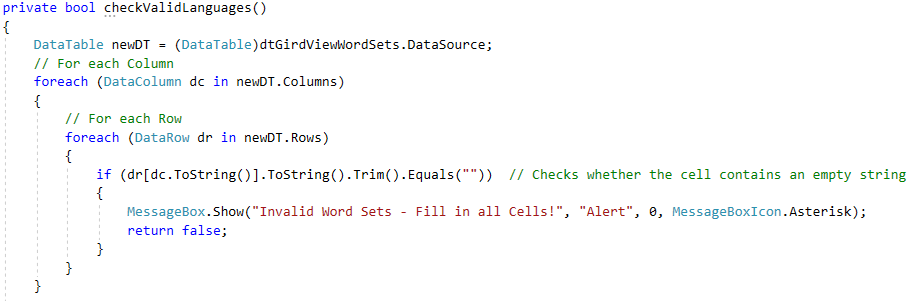 private bool checkValidLanguages()
{
    DataTable newDT = (DataTable)dtGirdViewWordSets.DataSource;
    // For each Column
    foreach (DataColumn dc in newDT.Columns)
    {
        // For each Row
        foreach (DataRow dr in newDT.Rows)
        {
            if (dr[dc.ToString()].ToString().Trim().Equals(""))  // Checks whether the cell contains an empty string
            {
                MessageBox.Show("Invalid Word Sets - Fill in all Cells!", "Alert", 0, MessageBoxIcon.Asterisk);
                return false;
            }
        }
    }